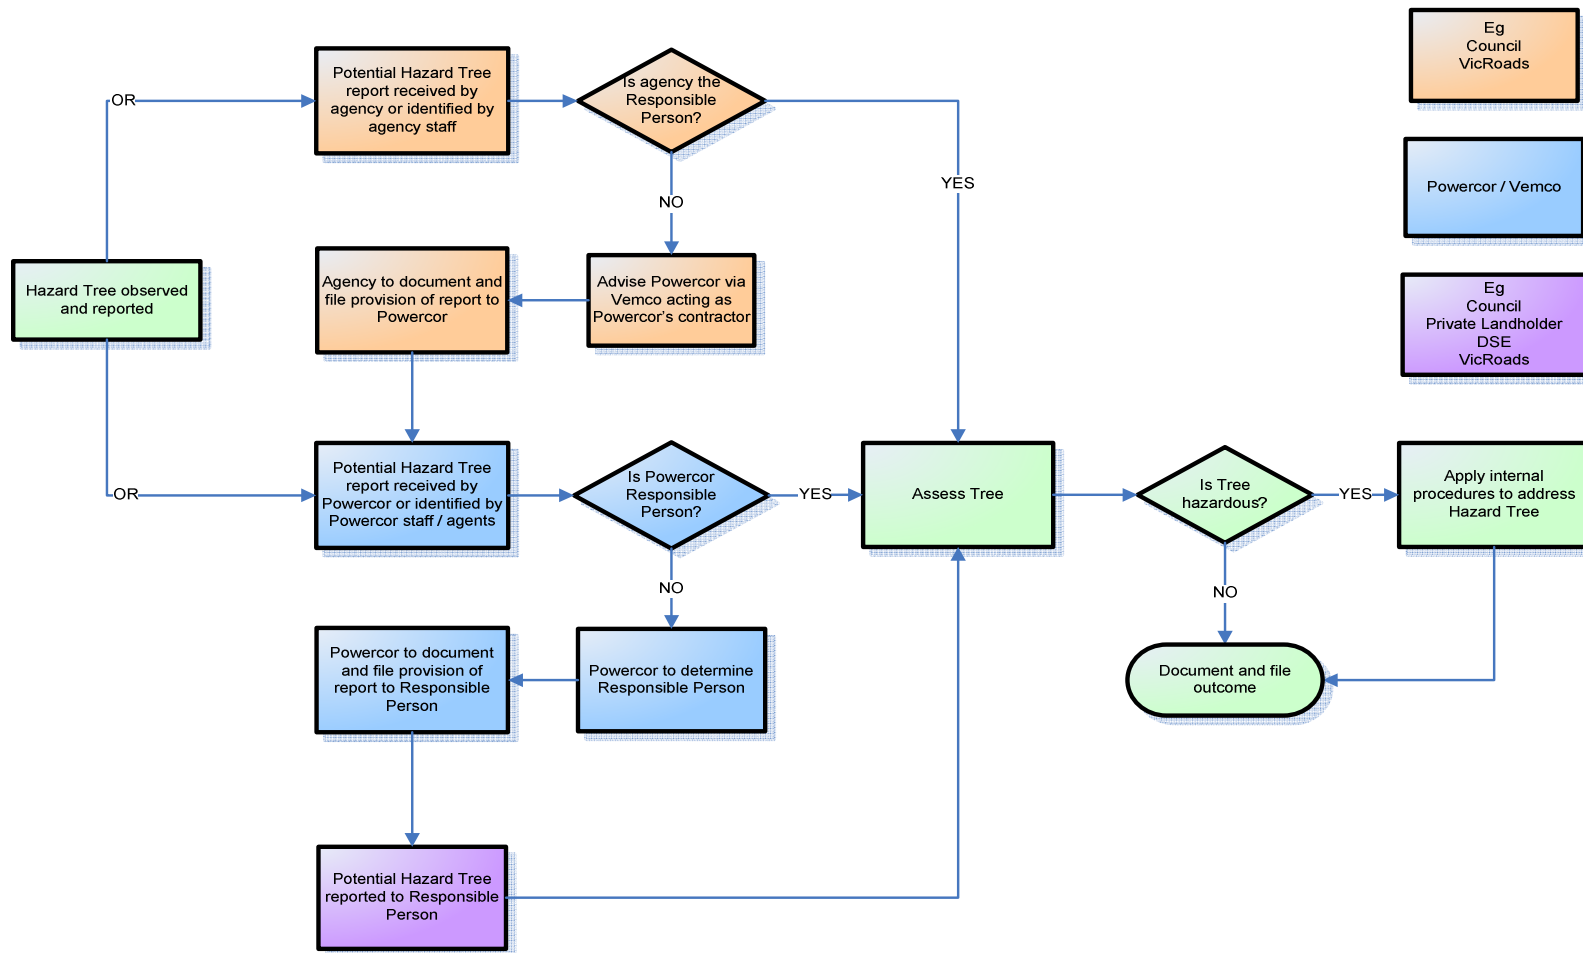 Eg
Council
VicRoads
Potential Hazard Tree
report received by
agency or identified by
agency staff
Is agency the
Responsible
Person?
OR
YES
Powercor / Vemco
NO
Hazard Tree observed
and reported
Agency to document and
file provision of report to
Powercor
Advise Powercor via
Vemco acting as
Powercor's contractor
Eg
Council
Private Landholder
DSE
VicRoads
OR
Potential Hazard Tree
report received by
Powercor or identified by
Powercor staff / agents
Is Powercor
Responsible
Person?
YES
Assess Tree
Is Tree
hazardous?
YES
Apply internal
procedures to address
Hazard Tree
NO
NO
Powercor to document
and file provision of
report to Responsible
Person
Powercor to determine
Responsible Person
Document and file
outcome
Potential Hazard Tree
reported to Responsible
Person